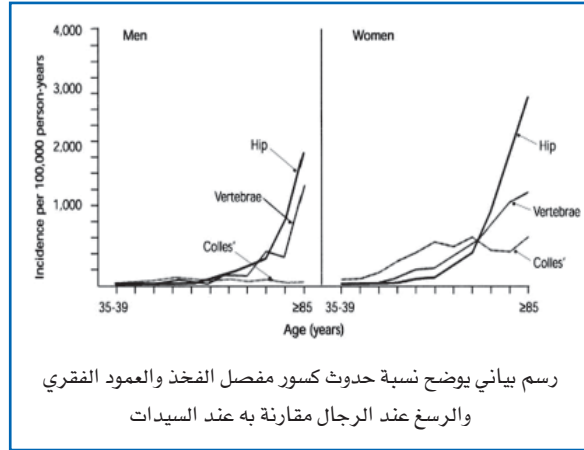 4,000
3,000
2,000
1,000
Incidence per 100,000 person-years
Men
Hip
Vertebrae
Colles'
Women
Hip
Vertebrae
Colles'
35-39
≥85
35-39
≥85
Age (years)
رسم بياني يوضح نسبة حدوث كسور مفصل الفخذ والعمود الفقري
والرسغ عند الرجال مقارنة به عند السيدات